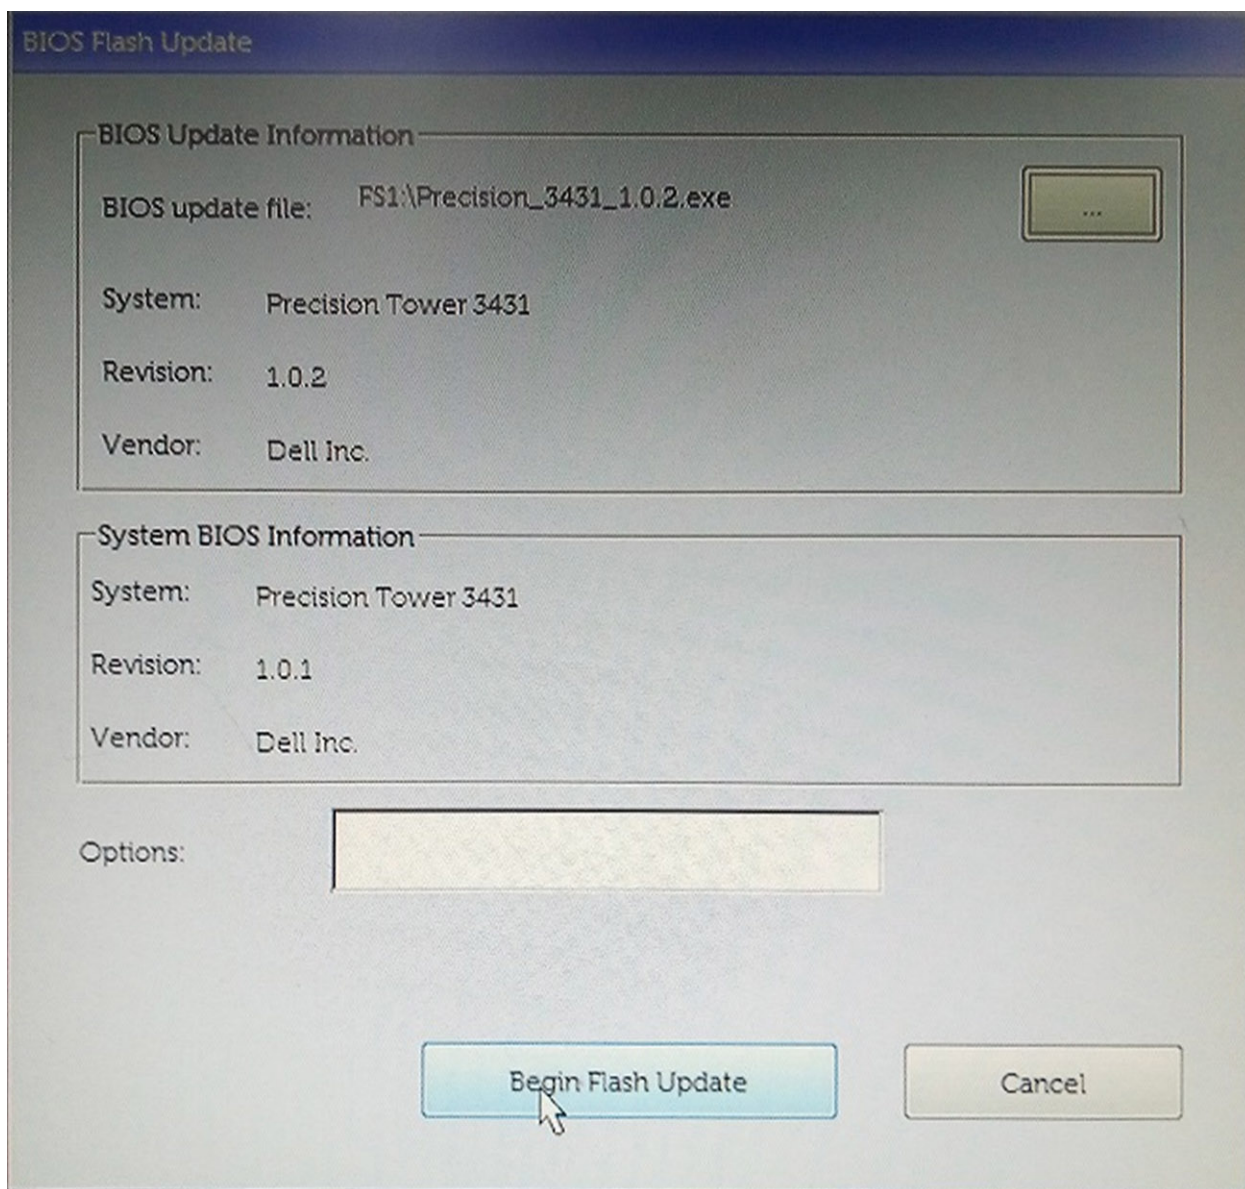 BIOS Flash Update
BIOS Update Information
BIOS update file: FS1:\Precision_3431_1.0.2.exe
...
System: Precision Tower 3431
Revision: 1.0.2
Vendor: Dell Inc.
System BIOS Information
System: Precision Tower 3431
Revision: 1.0.1
Vendor: Dell Inc.
Options:
Begin Flash Update Cancel